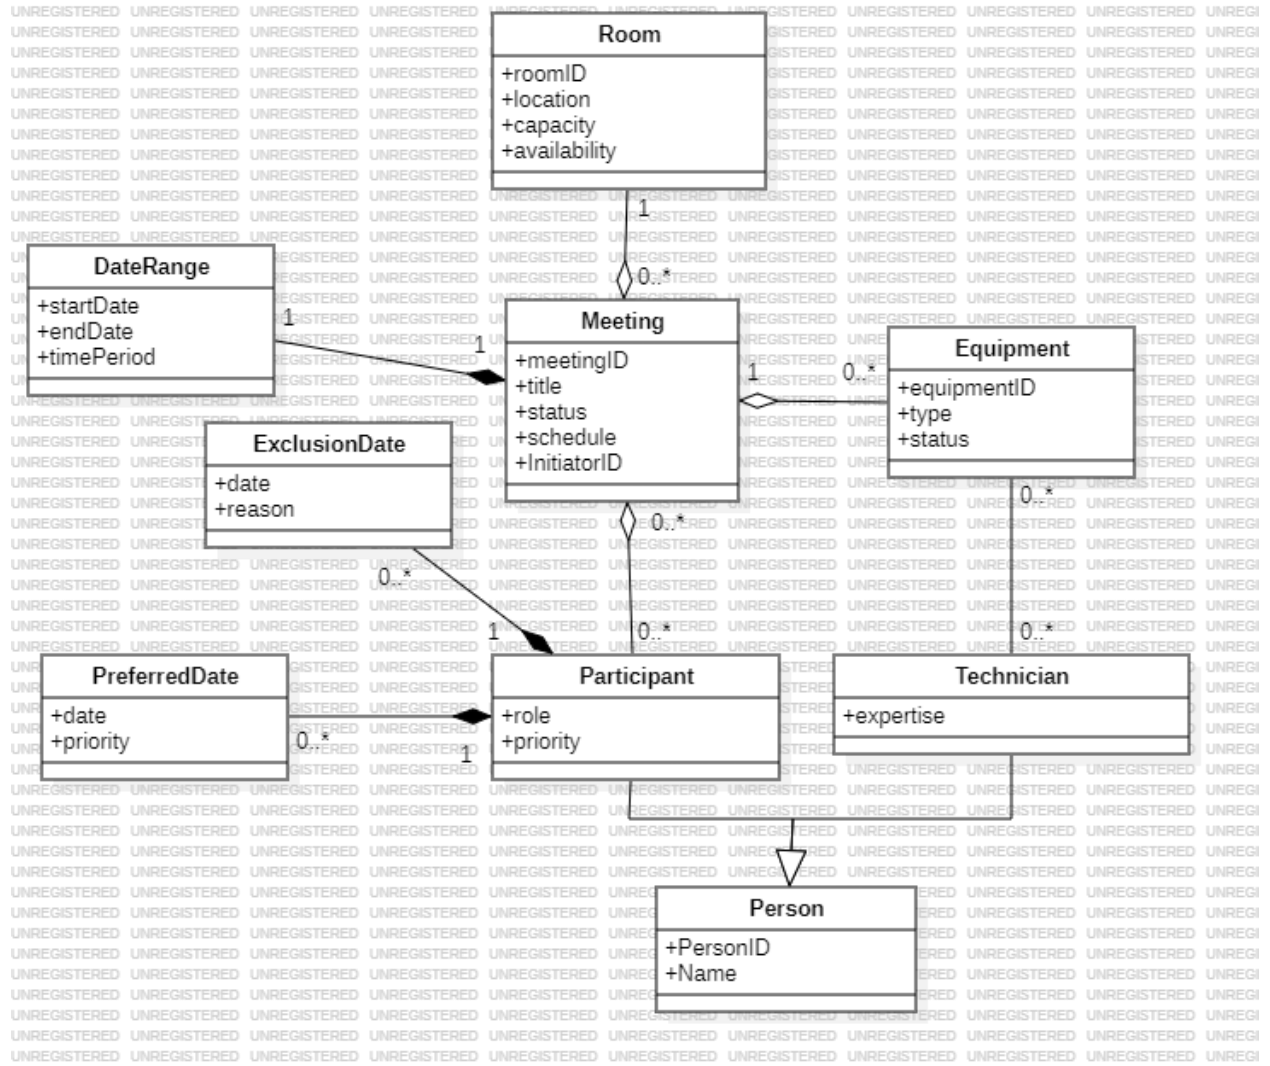 Room
+roomID
+location
+capacity
+availability
1
0..*
DateRange
+startDate
+endDate
+timePeriod
1
1
Meeting
+meetingID
+title
+status
+schedule
+InitiatorID
1
0..*
Equipment
+equipmentID
+type
+status
ExclusionDate
+date
+reason
0..*
1
0..*
0..*
0..*
0..*
PreferredDate
+date
+priority
0..*
1
Participant
+role
+priority
Technician
+expertise
Person
+PersonID
+Name
UNREGISTERED